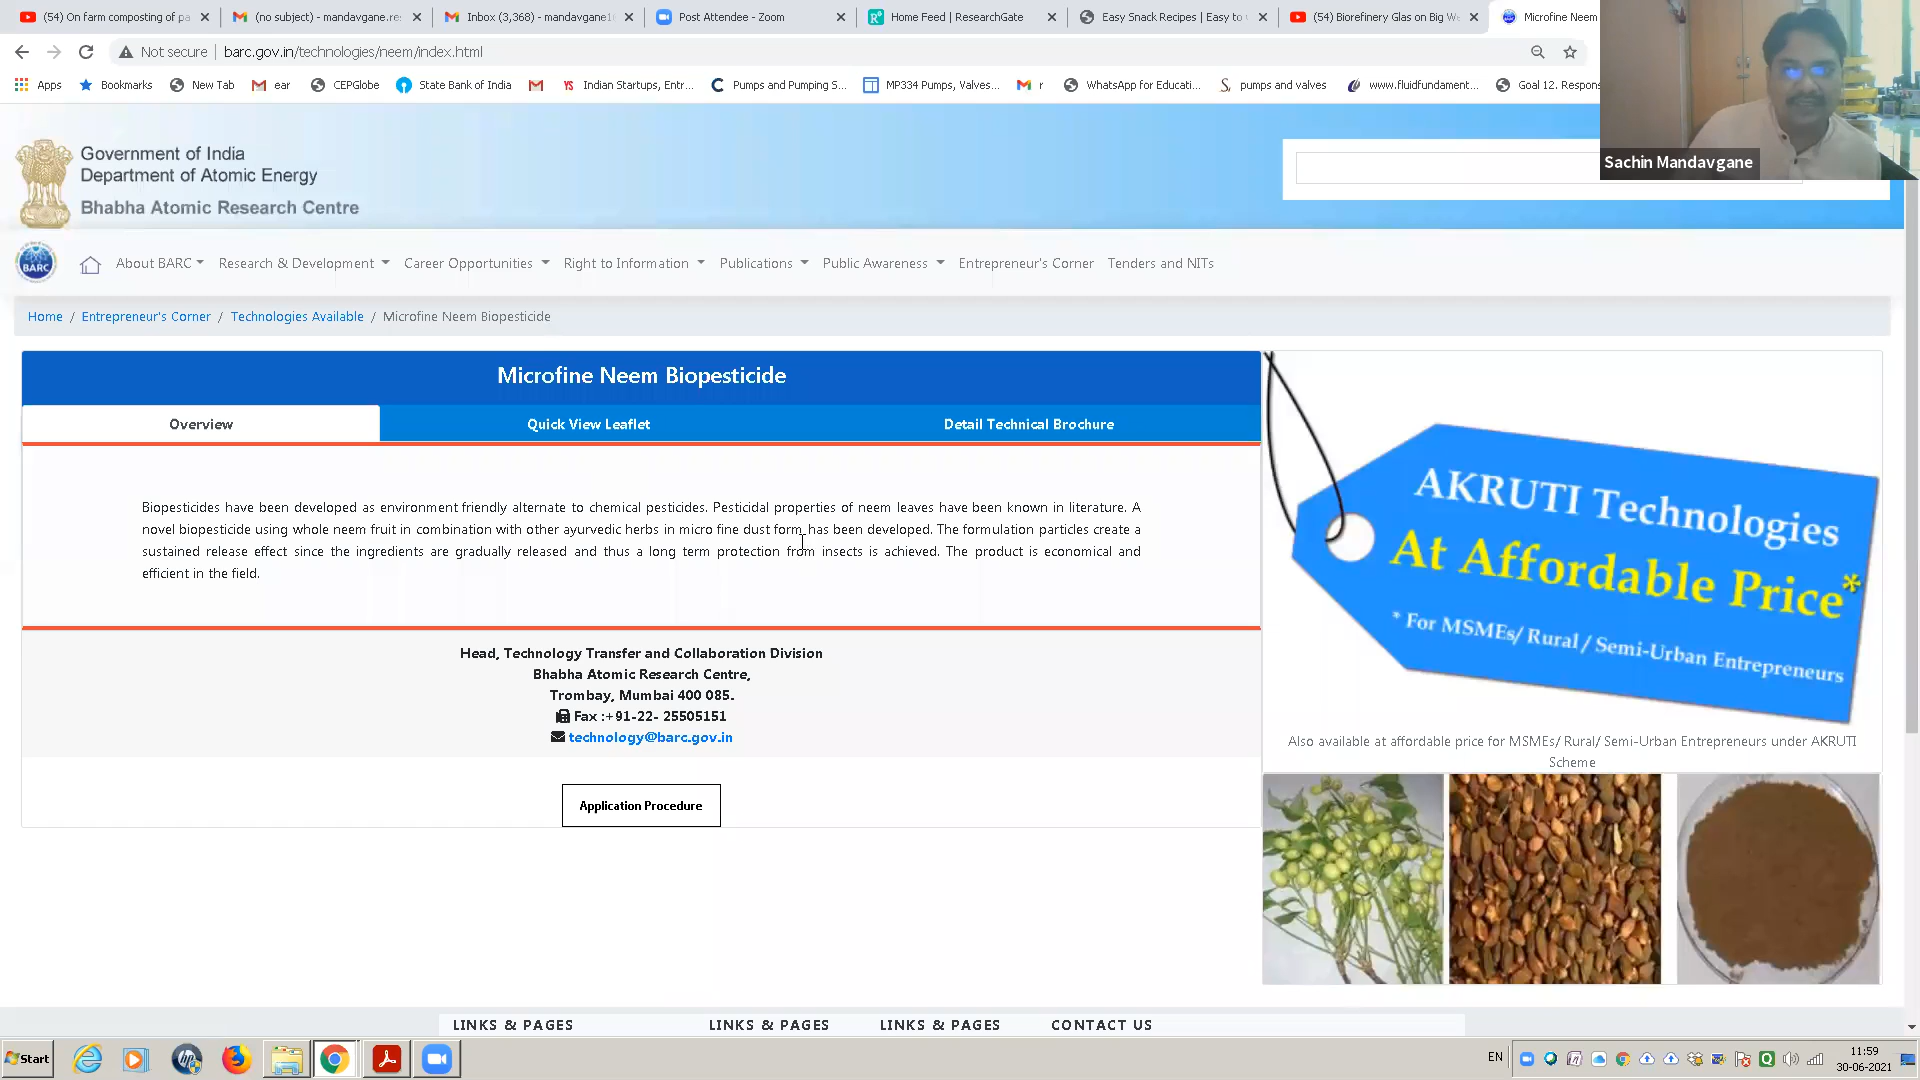 (54) On farm composting of pa
(no subject) - mandavgane.re
Inbox (3,368) - mandavgane1
Post Attendee - Zoom
Home Feed | ResearchGate
Easy Snack Recipes | Easy to
(54) Biorefinery Glas on Big W
Microfine Neem
Not secure
barc.gov.in/technologies/neem/index.html
Apps
Bookmarks
New Tab
ear
CEPGlobe
State Bank of India
Indian Startups, Entr...
Pumps and Pumping S...
MP334 Pumps, Valves...
r
WhatsApp for Educati...
pumps and valves
www.fluidfundament...
Goal 12. Respons
Sachin Mandavgane
Government of India
Department of Atomic Energy
Bhabha Atomic Research Centre
BARC
About BARC
Research & Development
Career Opportunities
Right to Information
Publications
Public Awareness
Entrepreneur's Corner
Tenders and NITs
Home / Entrepreneur's Corner / Technologies Available / Microfine Neem Biopesticide
Microfine Neem Biopesticide
Overview
Quick View Leaflet
Detail Technical Brochure
Biopesticides have been developed as environment friendly alternate to chemical pesticides. Pesticidal properties of neem leaves have been known in literature. A
novel biopesticide using whole neem fruit in combination with other ayurvedic herbs in micro fine dust form has been developed. The formulation particles create a
sustained release effect since the ingredients are gradually released and thus a long term protection from insects is achieved. The product is economical and
efficient in the field.
Head, Technology Transfer and Collaboration Division
Bhabha Atomic Research Centre,
Trombay, Mumbai 400 085.
Fax :+91-22- 25505151
technology@barc.gov.in
Application Procedure
AKRUTI Technologies
At Affordable Price*
* For MSMEs/ Rural / Semi-Urban Entrepreneurs
Also available at affordable price for MSMEs/ Rural/ Semi-Urban Entrepreneurs under AKRUTI
Scheme
LINKS & PAGES
LINKS & PAGES
LINKS & PAGES
CONTACT US
Start
EN
11:59
30-06-2021